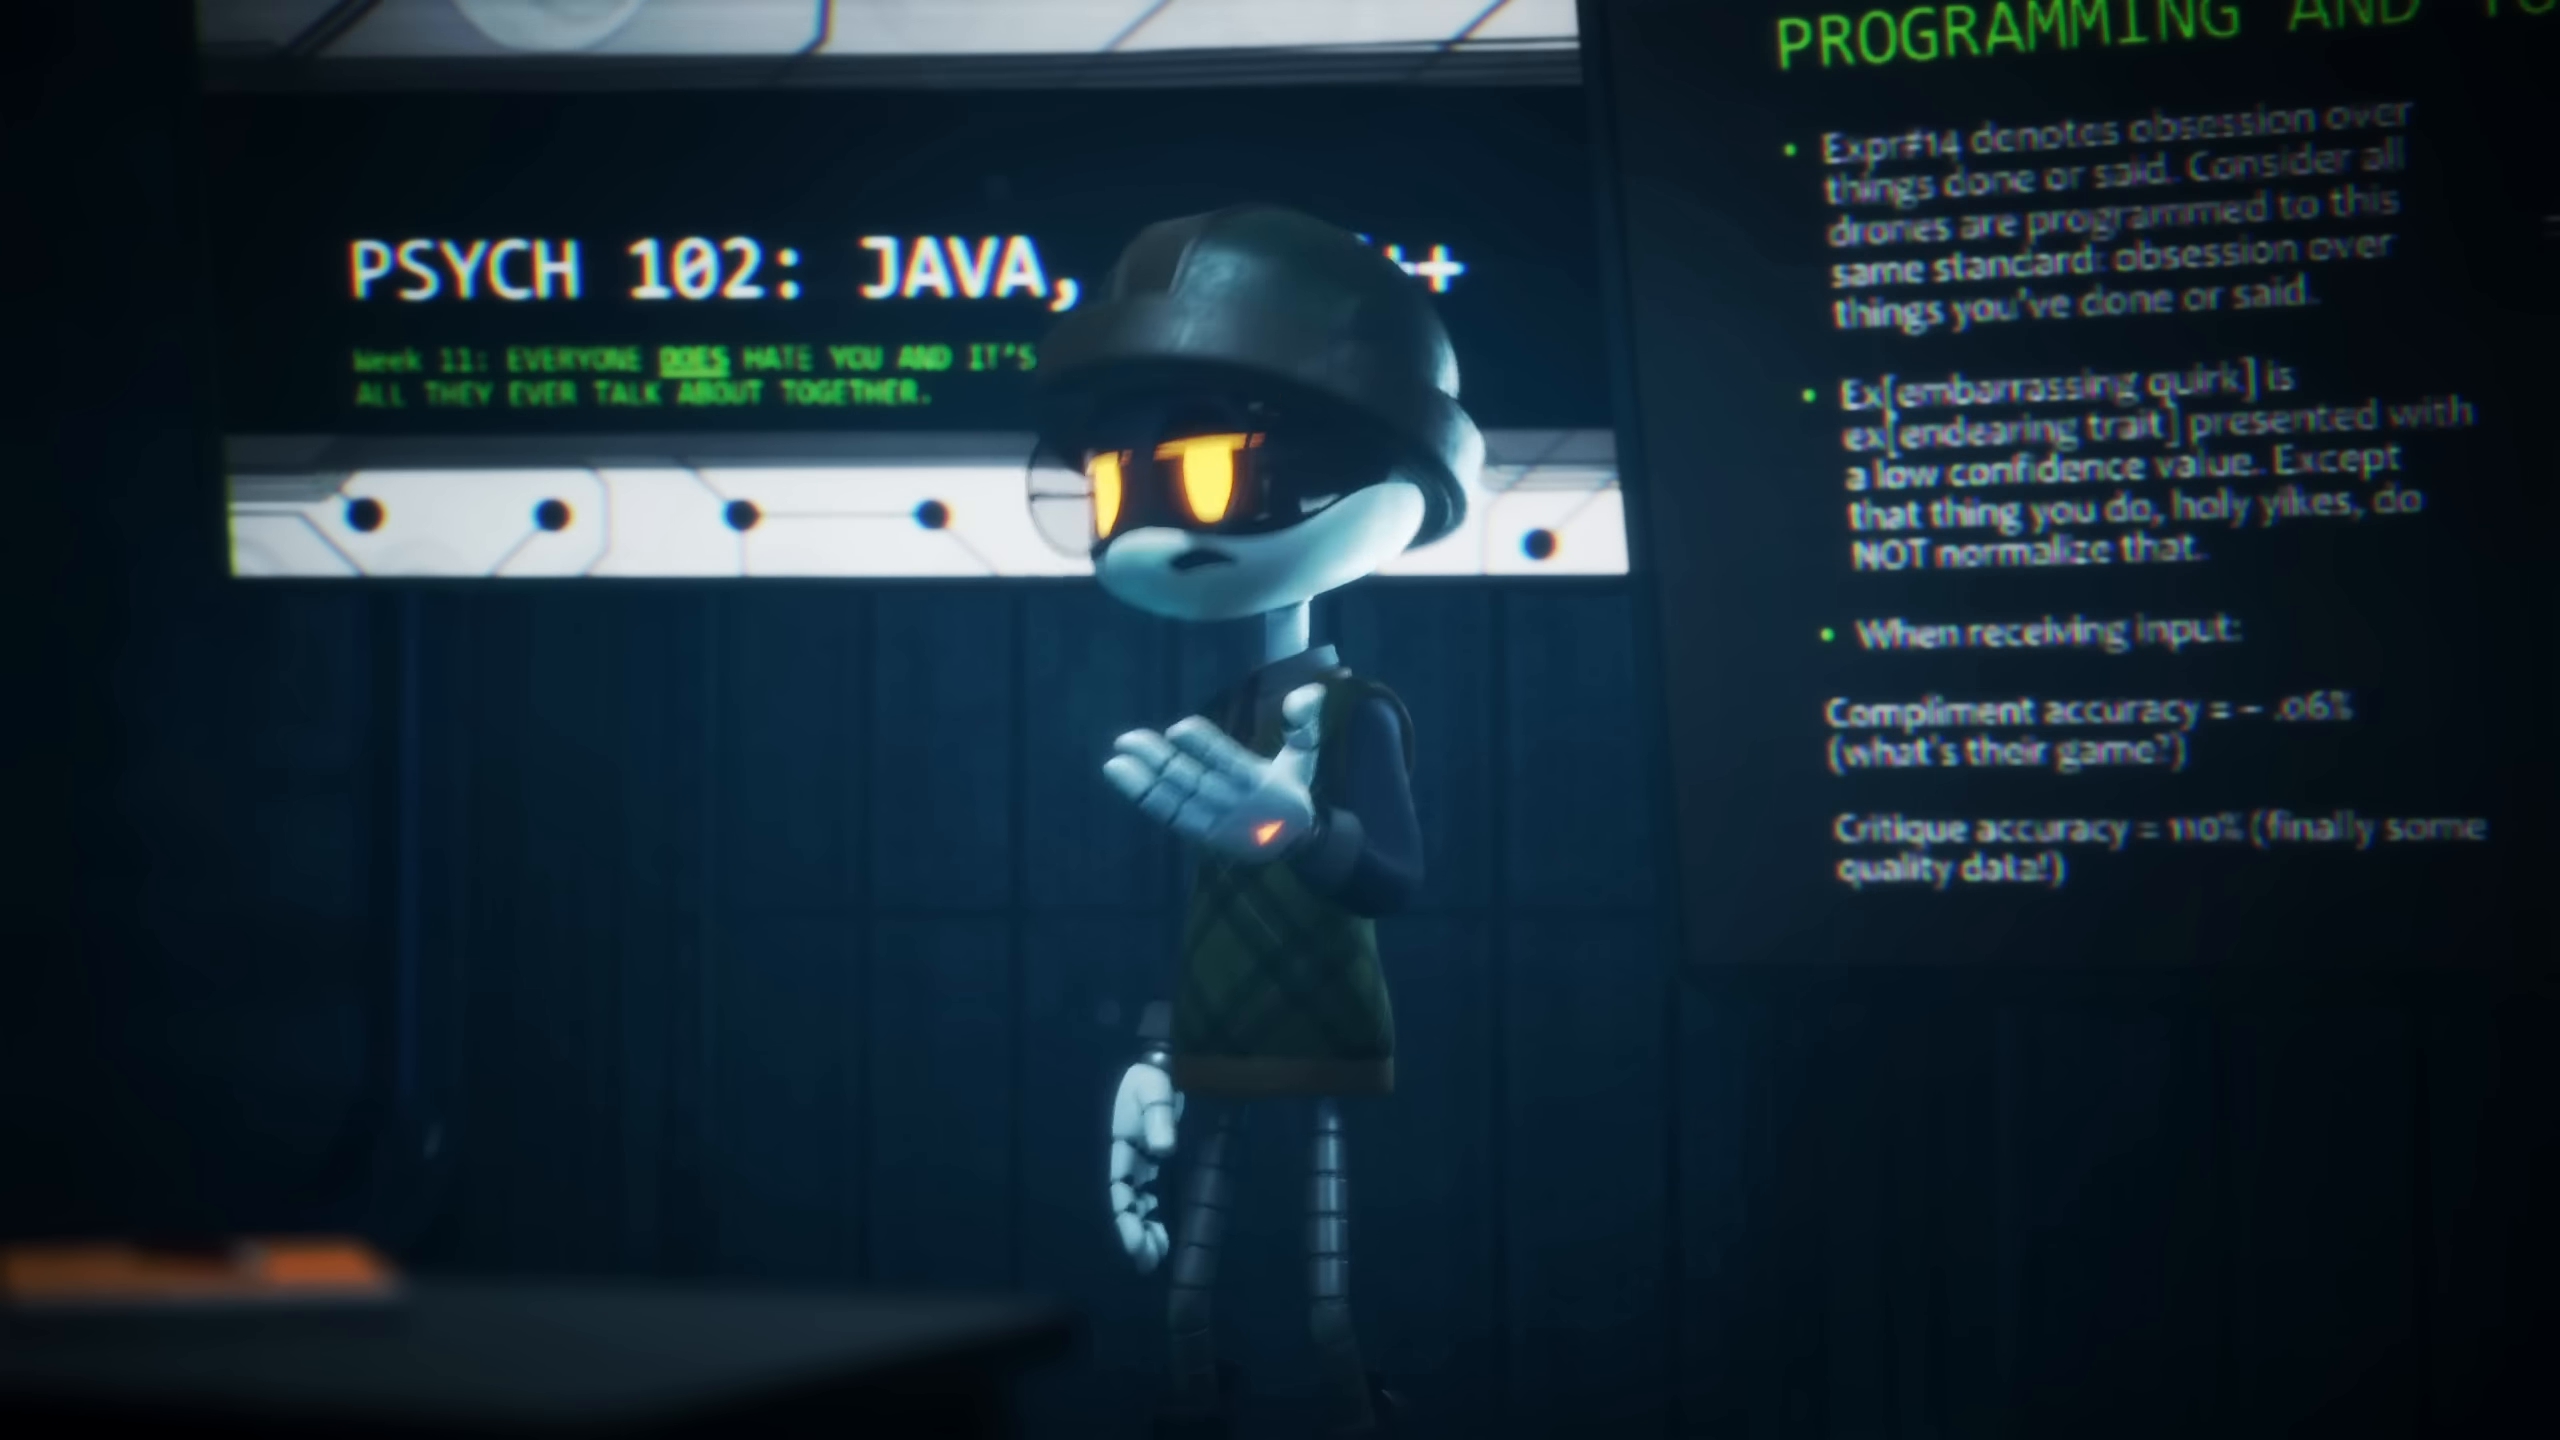 PSYCH 102: JAVA, ++
Week 11: EVERYONE DOES HATE YOU AND IT'S
ALL THEY EVER TALK ABOUT TOGETHER.
PROGRAMMING AND
• Expr#14 denotes obsession over
things done or said. Consider all
drones are programmed to this
same standard: obsession over
things you've done or said.
• Ex[embarrassing quirk] is
ex[endearing trait] presented with
a low confidence value. Except
that thing you do, holy yikes, do
NOT normalize that.
• When receiving input:
Compliment accuracy = - .06%
(what's their game?)
Critique accuracy = 110% (finally some
quality data!)